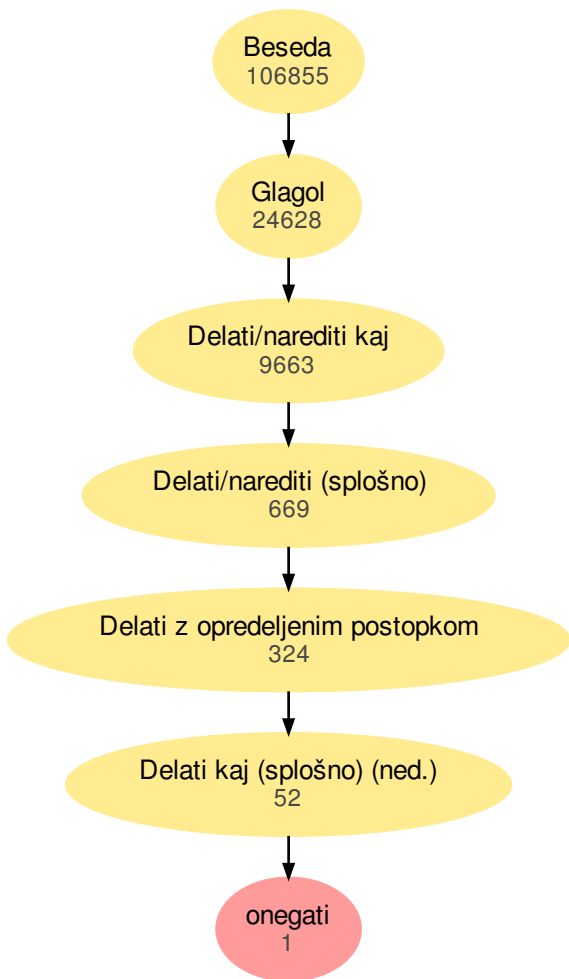 Beseda
106855
Glagol
24628
Delati/narediti kaj
9663
Delati/narediti (splošno)
669
Delati z opredeljenim postopkom
324
Delati kaj (splošno) (ned.)
52
onegati
1